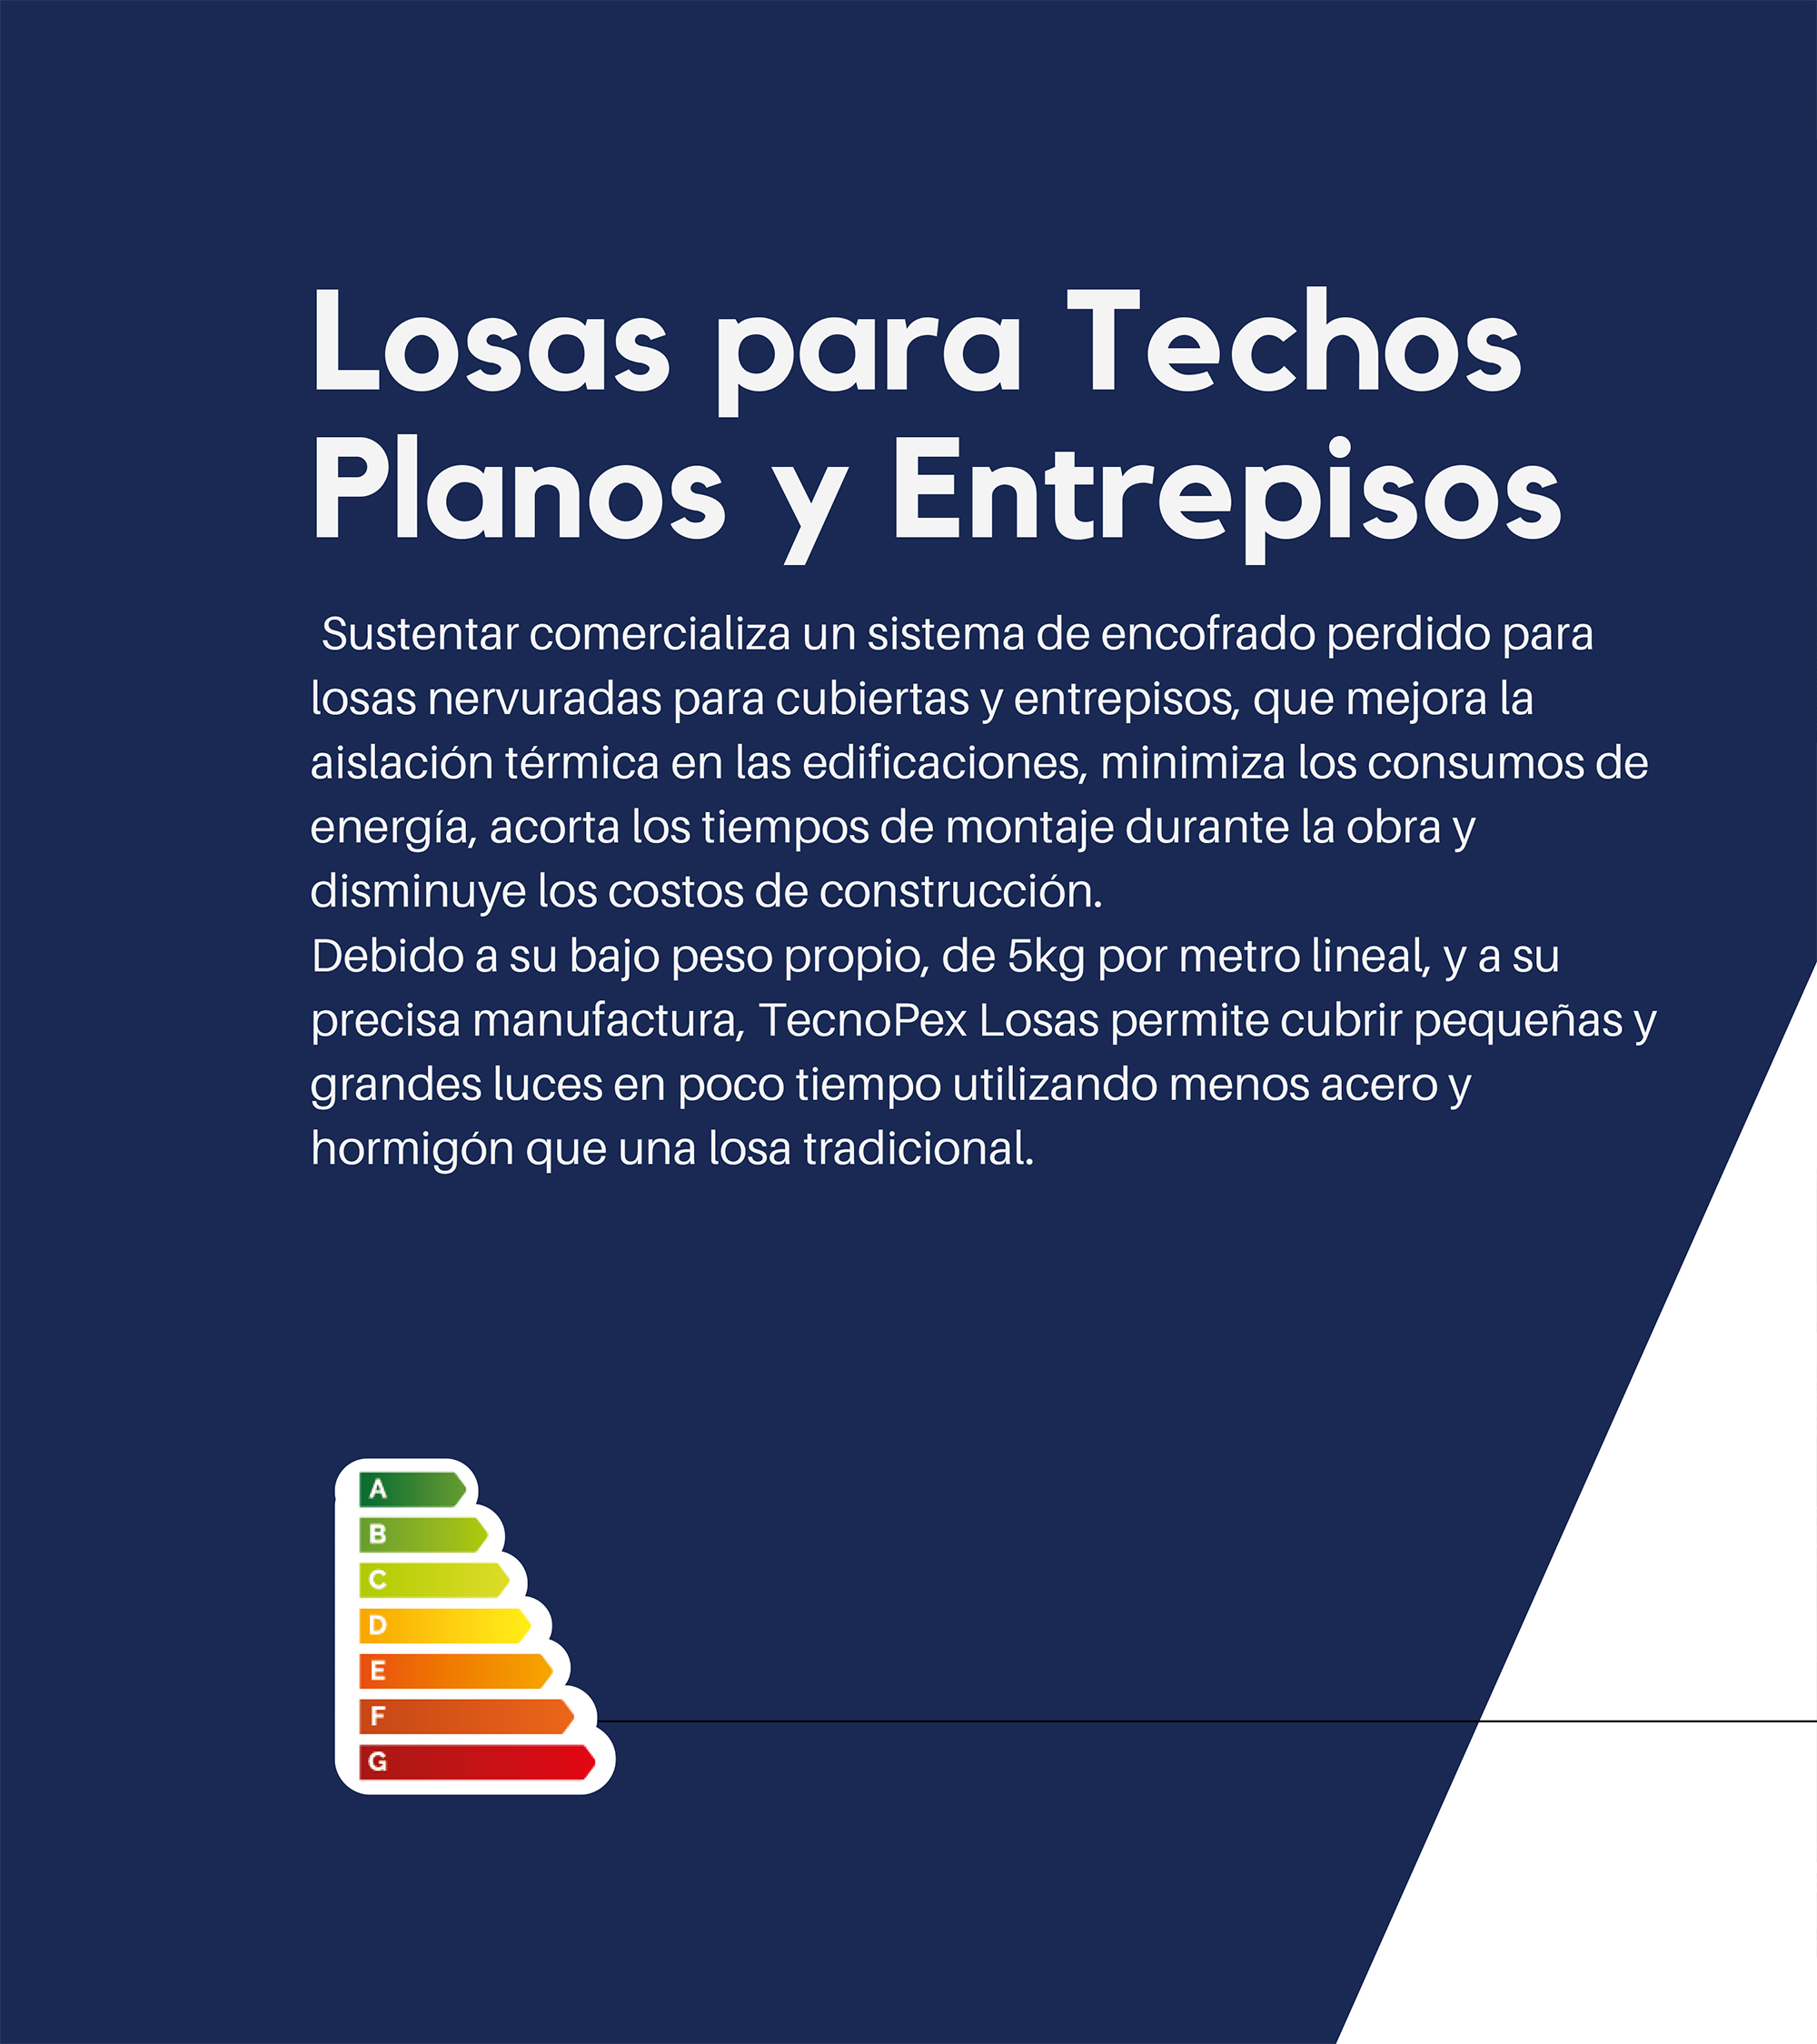 Losas para Techos
Planos y Entrepisos
Sustentar comercializa un sistema de encofrado perdido para
losas nervuradas para cubiertas y entrepisos, que mejora la
aislación térmica en las edificaciones, minimiza los consumos de
energía, acorta los tiempos de montaje durante la obra y
disminuye los costos de construcción.
Debido a su bajo peso propio, de 5kg por metro lineal, y a su
precisa manufactura, TecnoPex Losas permite cubrir pequeñas y
grandes luces en poco tiempo utilizando menos acero y
hormigón que una losa tradicional.
A
B
C
D
E
F
G